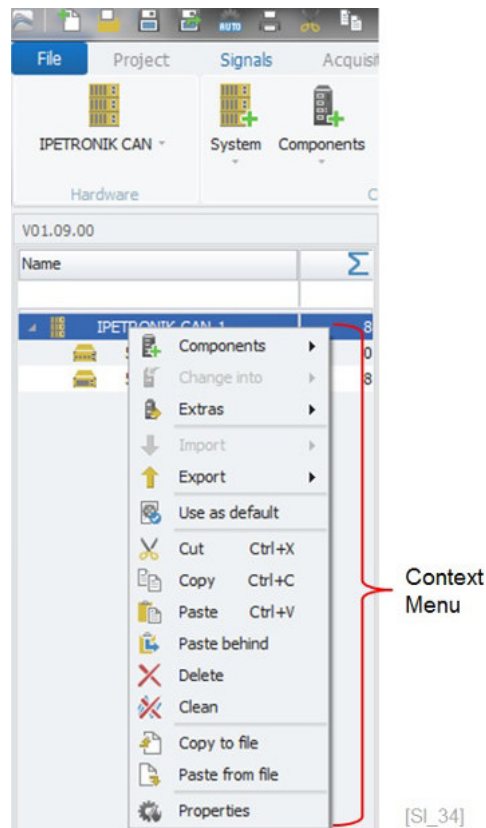 AUTO
File Project Signals Acquisit
IPETRONIK CAN System Components
Hardware C
V01.09.00
Name Σ
IPETRONIK CAN 1 8
S 0
S 8
Components
Change into
Extras
Import
Export
Use as default
Cut Ctrl+X
Copy Ctrl+C
Paste Ctrl+V
Paste behind
Delete
Clean
Copy to file
Paste from file
Properties
Context
Menu
[SI_34]